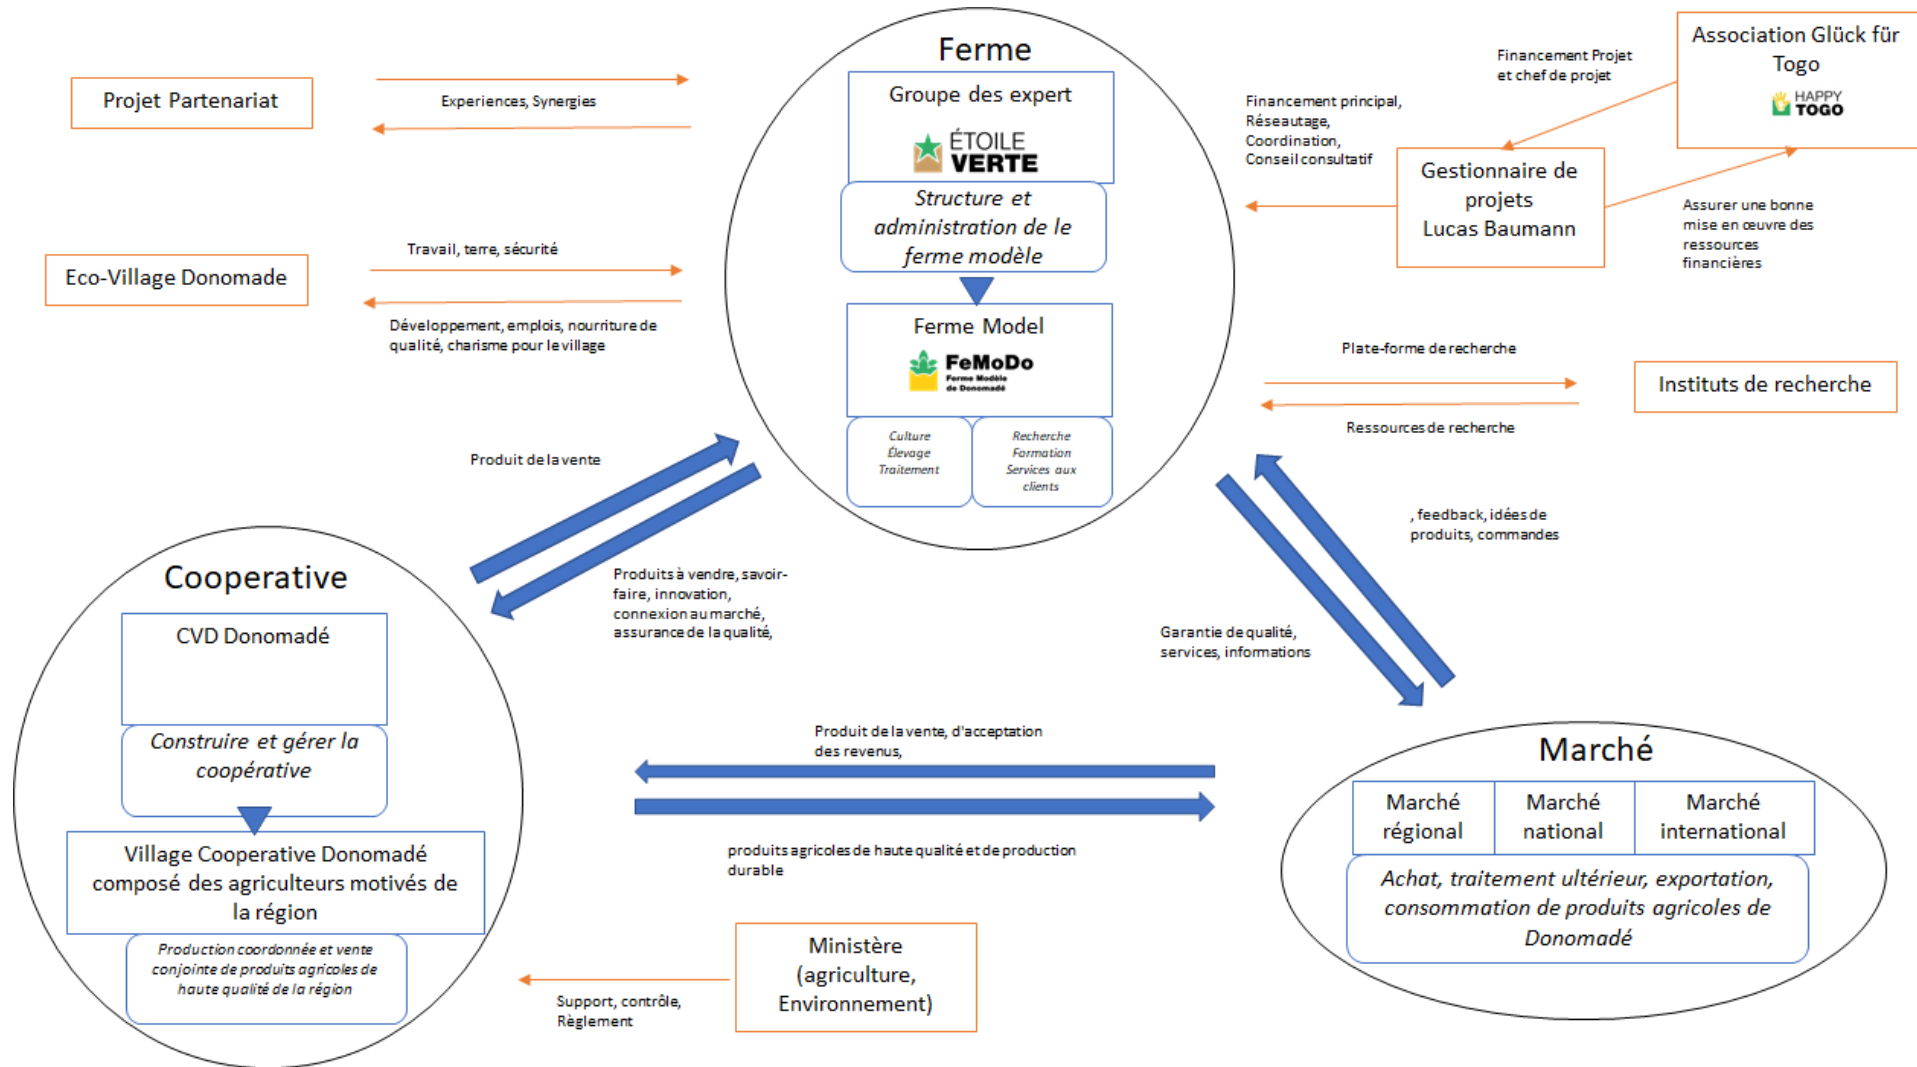 Ferme
Groupe des expert
ÉTOILE
VERTE
Structure et
administration de le
ferme modèle
Ferme Model
FeMoDo
Ferme Modèle
de Donomadé
Culture
Élevage
Traitement
Recherche
Formation
Services aux
clients
Projet Partenariat
Experiences, Synergies
Eco-Village Donomade
Travail, terre, sécurité
Développement, emplois, nourriture de
qualité, charisme pour le village
Association Glück für
Togo
HAPPY
TOGO
Financement Projet
et chef de projet
Financement principal,
Réseautage,
Coordination,
Conseil consultatif
Gestionnaire de
projets
Lucas Baumann
Assurer une bonne
mise en œuvre des
ressources
financières
Plate-forme de recherche
Instituts de recherche
Ressources de recherche
Produit de la vente
Produits à vendre, savoir-
faire, innovation,
connexion au marché,
assurance de la qualité,
, feedback, idées de
produits, commandes
Garantie de qualité,
services, informations
Cooperative
CVD Donomadé
Construire et gérer la
coopérative
Village Cooperative Donomadé
composé des agriculteurs motivés de
la région
Production coordonnée et vente
conjointe de produits agricoles de
haute qualité de la région
Produit de la vente, d'acceptation
des revenus,
produits agricoles de haute qualité et de production
durable
Ministère
(agriculture,
Environnement)
Support, contrôle,
Règlement
Marché
Marché
régional
Marché
national
Marché
international
Achat, traitement ultérieur, exportation,
consommation de produits agricoles de
Donomadé